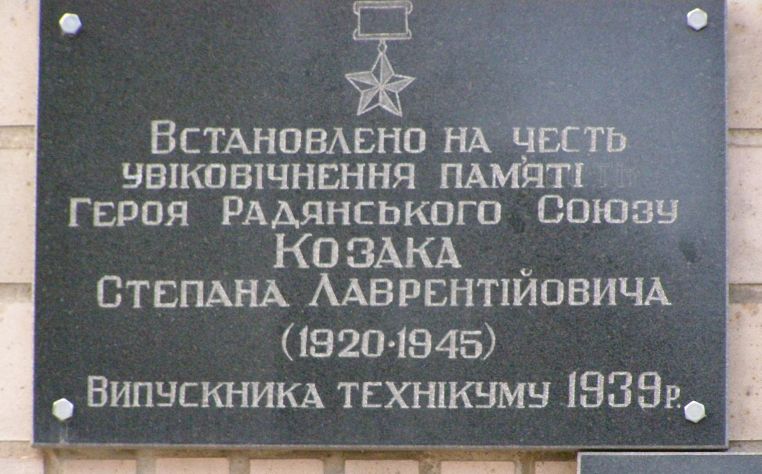 Встановлено на честь
увіковічнення пам'яті
Героя Радянського Союзу
Козака
Степана Лаврентійовича
(1920-1945)
Випускника технікуму 1939р.